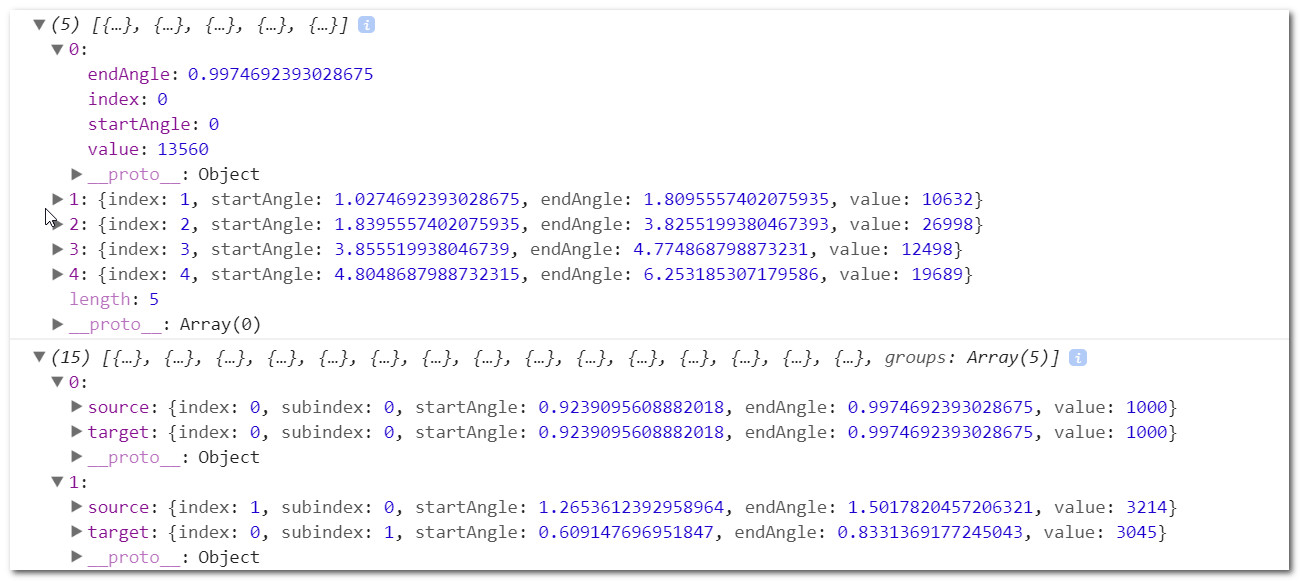 ▼(5) [{…}, {…}, {…}, {…}, {…}] i
▼0:
endAngle: 0.9974692393028675
index: 0
startAngle: 0
value: 13560
▶__proto__: Object
▶1: {index: 1, startAngle: 1.0274692393028675, endAngle: 1.8095557402075935, value: 10632}
▶2: {index: 2, startAngle: 1.8395557402075935, endAngle: 3.8255199380467393, value: 26998}
▶3: {index: 3, startAngle: 3.855519938046739, endAngle: 4.774868798873231, value: 12498}
▶4: {index: 4, startAngle: 4.8048687988732315, endAngle: 6.253185307179586, value: 19689}
length: 5
▶__proto__: Array(0)
▼(15) [{…}, {…}, {…}, {…}, {…}, {…}, {…}, {…}, {…}, {…}, {…}, {…}, {…}, {…}, {…}, groups: Array(5)] i
▼0:
▶source: {index: 0, subindex: 0, startAngle: 0.9239095608882018, endAngle: 0.9974692393028675, value: 1000}
▶target: {index: 0, subindex: 0, startAngle: 0.9239095608882018, endAngle: 0.9974692393028675, value: 1000}
▶__proto__: Object
▼1:
▶source: {index: 1, subindex: 0, startAngle: 1.2653612392958964, endAngle: 1.5017820457206321, value: 3214}
▶target: {index: 0, subindex: 1, startAngle: 0.609147696951847, endAngle: 0.8331369177245043, value: 3045}
▶__proto__: Object